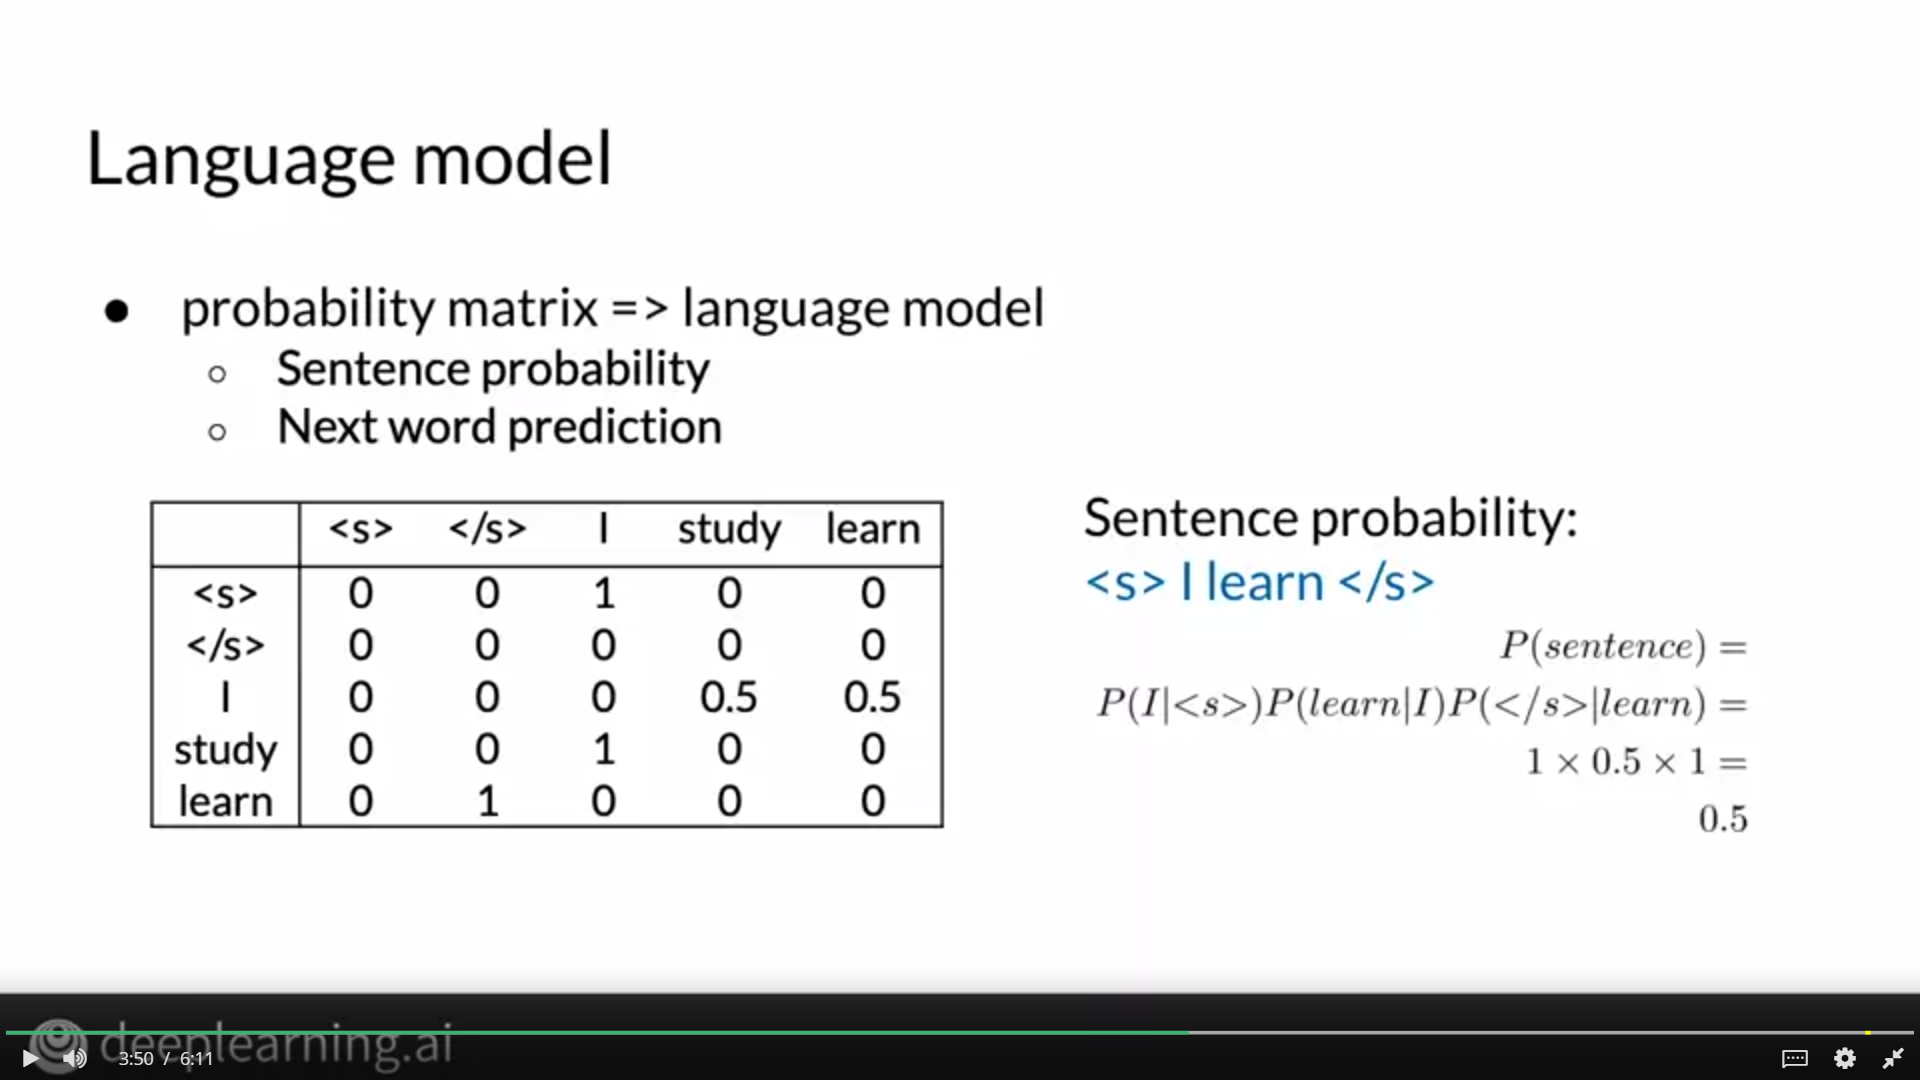 Language model
● probability matrix => language model
○ Sentence probability
○ Next word prediction
<s> </s> I study learn
<s> 0 0 1 0 0
</s> 0 0 0 0 0
I 0 0 0 0.5 0.5
study 0 0 1 0 0
learn 0 1 0 0 0
Sentence probability:
<s> I learn </s>
P(sentence) =
P(I|<s>)P(learn|I)P(</s>|learn) =
1 × 0.5 × 1 =
0.5
deeplearning.ai
3:50 / 6:11